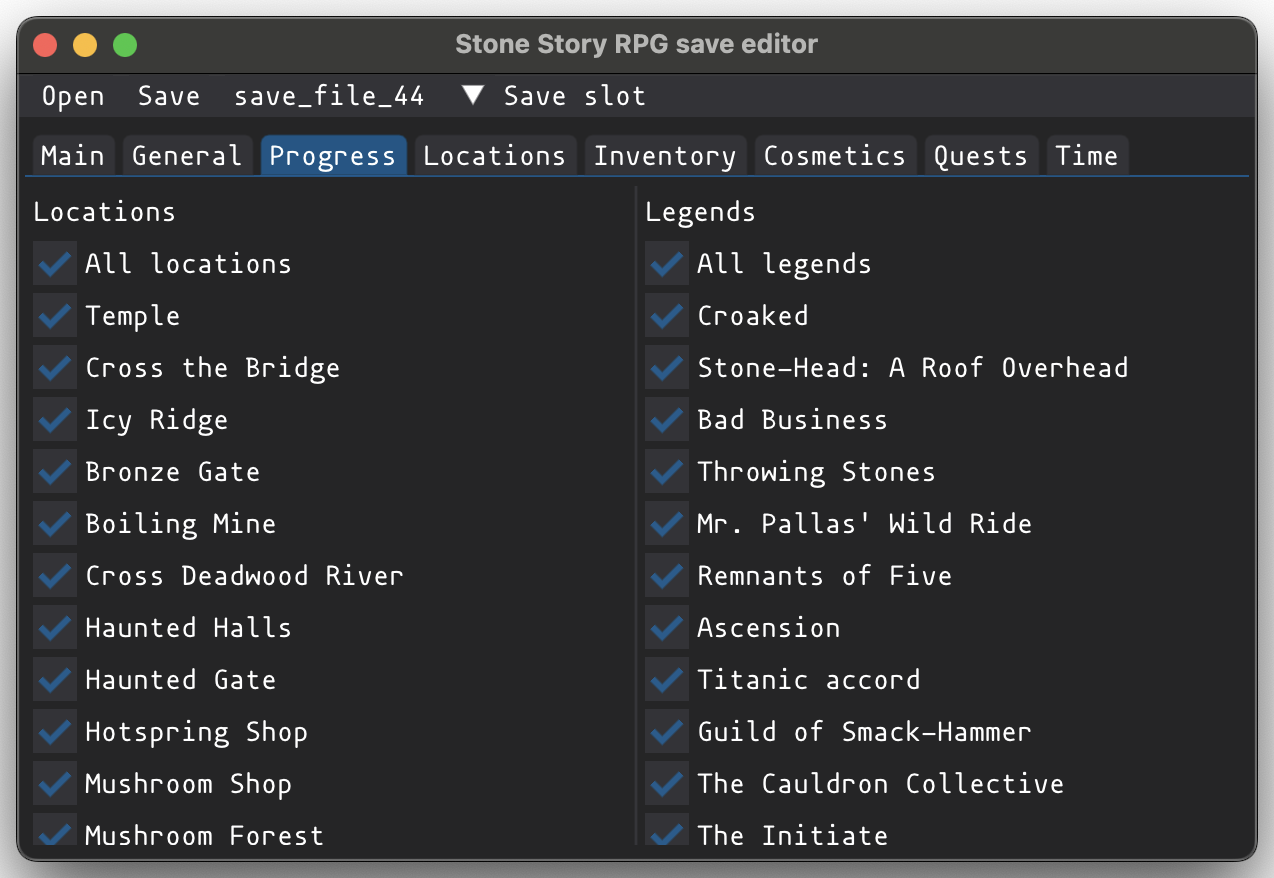 Stone Story RPG save editor
Open Save save_file_44 ▼ Save slot
Main General Progress Locations Inventory Cosmetics Quests Time
Locations
All locations
Temple
Cross the Bridge
Icy Ridge
Bronze Gate
Boiling Mine
Cross Deadwood River
Haunted Halls
Haunted Gate
Hotspring Shop
Mushroom Shop
Mushroom Forest
Legends
All legends
Croaked
Stone-Head: A Roof Overhead
Bad Business
Throwing Stones
Mr. Pallas' Wild Ride
Remnants of Five
Ascension
Titanic accord
Guild of Smack-Hammer
The Cauldron Collective
The Initiate